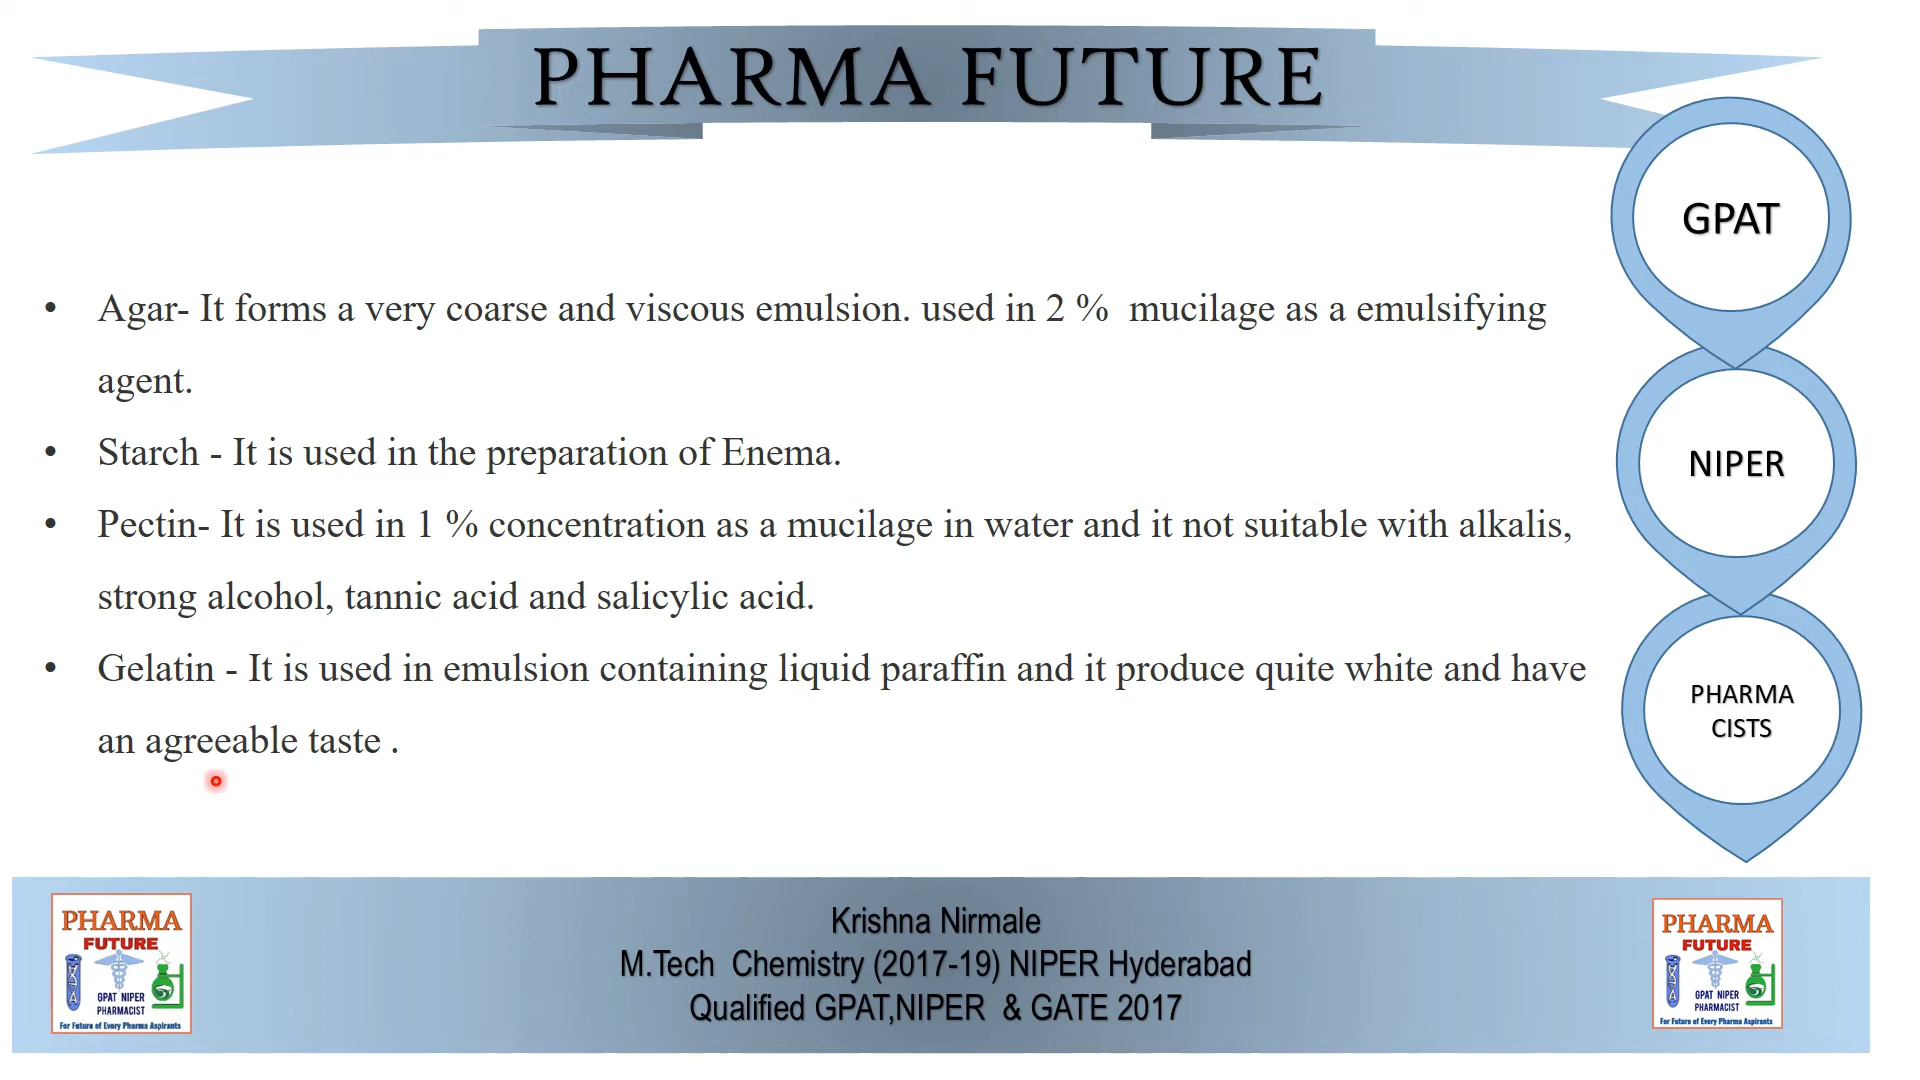 PHARMA FUTURE
GPAT
• Agar- It forms a very coarse and viscous emulsion. used in 2 %  mucilage as a emulsifying
agent.
• Starch - It is used in the preparation of Enema.
NIPER
• Pectin- It is used in 1 % concentration as a mucilage in water and it not suitable with alkalis,
strong alcohol, tannic acid and salicylic acid.
• Gelatin - It is used in emulsion containing liquid paraffin and it produce quite white and have
an agreeable taste .
PHARMA
CISTS
PHARMA
FUTURE
GPAT NIPER
PHARMACIST
For Future of Every Pharma Aspirants
Krishna Nirmale
M.Tech  Chemistry (2017-19) NIPER Hyderabad
Qualified GPAT,NIPER  & GATE 2017
PHARMA
FUTURE
GPAT NIPER
PHARMACIST
For Future of Every Pharma Aspirants